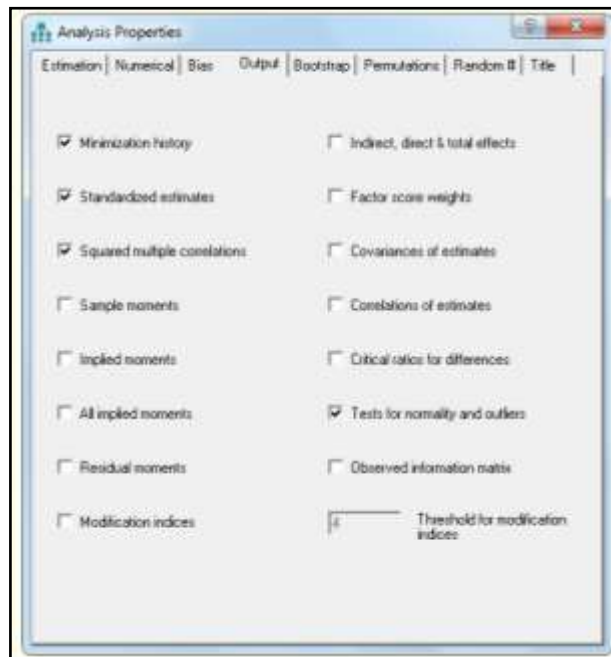 Analysis Properties
Estimation Numerical Bias Output Bootstrap Permutations Random # Title
Minimization history
Indirect, direct & total effects
Standardized estimates
Factor score weights
Squared multiple correlations
Covariances of estimates
Sample moments
Correlations of estimates
Implied moments
Critical ratios for differences
All implied moments
Tests for normality and outliers
Residual moments
Observed information matrix
Modification indices
4
Threshold for modification
indices